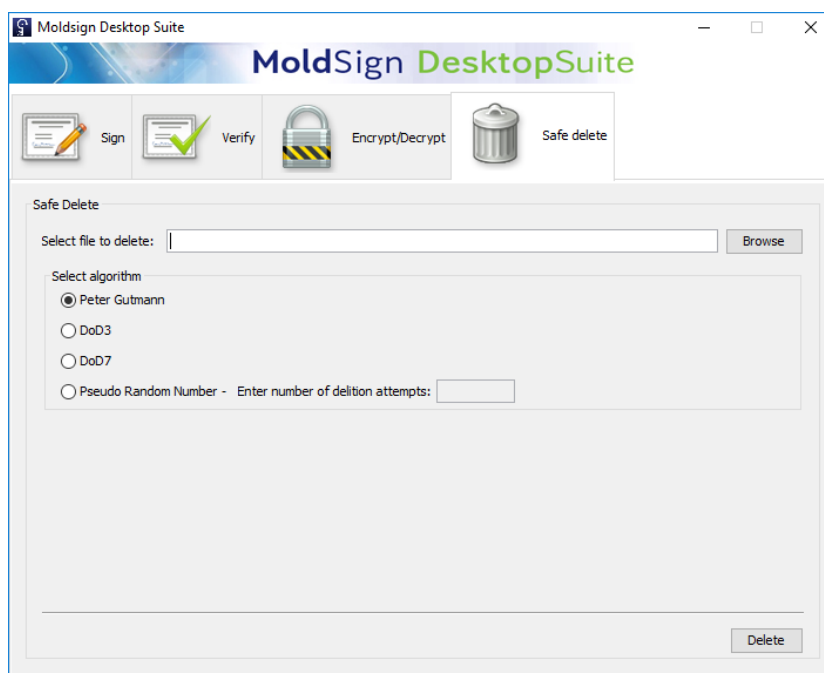 Moldsign Desktop Suite
MoldSign DesktopSuite
Sign
Verify
Encrypt/Decrypt
Safe delete
Safe Delete
Select file to delete:
Browse
Select algorithm
Peter Gutmann
DoD3
DoD7
Pseudo Random Number - Enter number of delition attempts:
Delete